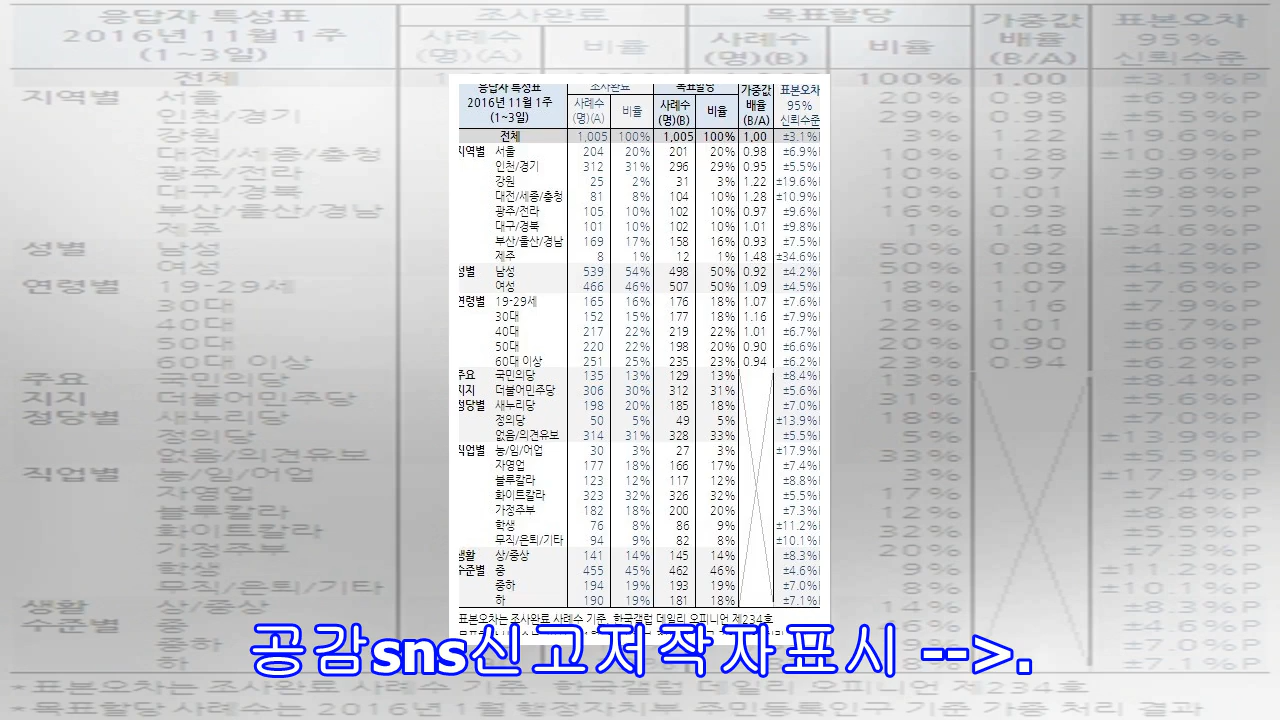 응답자 특성표 조사완료 목표할당 가중값 표본오차
2016년 11월 1주 사례수 비율 사례수 비율 배율 95%
(1~3일) (명)(A) (명)(B) (B/A) 신뢰수준
전체 1,005 100% 1,005 100% 1.00 ±3.1%
지역별 서울 204 20% 201 20% 0.98 ±6.9%
인천/경기 312 31% 296 29% 0.95 ±5.5%
강원 25 2% 31 3% 1.22 ±19.6%
대전/세종/충청 81 8% 104 10% 1.28 ±10.9%
광주/전라 105 10% 102 10% 0.97 ±9.6%
대구/경북 101 10% 102 10% 1.01 ±9.8%
부산/울산/경남 169 17% 158 16% 0.93 ±7.5%
제주 8 1% 12 1% 1.48 ±34.6%
성별 남성 539 54% 498 50% 0.92 ±4.2%
여성 466 46% 507 50% 1.09 ±4.5%
연령별 19-29세 165 16% 176 18% 1.07 ±7.6%
30대 152 15% 177 18% 1.16 ±7.9%
40대 217 22% 219 22% 1.01 ±6.7%
50대 220 22% 198 20% 0.90 ±6.6%
60대 이상 251 25% 235 23% 0.94 ±6.2%
주요 국민의당 135 13% 129 13% ±8.4%
지지 더불어민주당 306 30% 312 31% ±5.6%
정당별 새누리당 198 20% 185 18% ±7.0%
정의당 50 5% 49 5% ±13.9%
없음/의견유보 314 31% 328 33% ±5.5%
직업별 농/임/어업 30 3% 27 3% ±17.9%
자영업 177 18% 166 17% ±7.4%
블루칼라 123 12% 117 12% ±8.8%
화이트칼라 323 32% 326 32% ±5.5%
가정주부 182 18% 200 20% ±7.3%
학생 76 8% 88 9% ±11.2%
무직/은퇴/기타 94 9% 82 8% ±10.1%
생활 상/중상 141 14% 145 14% ±8.3%
수준별 중 436 43% 462 46% ±4.6%
중하 194 19% 183 18% ±7.0%
하 190 19% 181 18% ±7.1%
표본오차는 조사완료 사례수 기준. 한국갤럽 데일리 오피니언 제234호
공감sns신고저작자표시 -->.
* 목표할당 사례수는 2016년 1월 행정자치부 주민등록인구 기준 가중 처리 결과